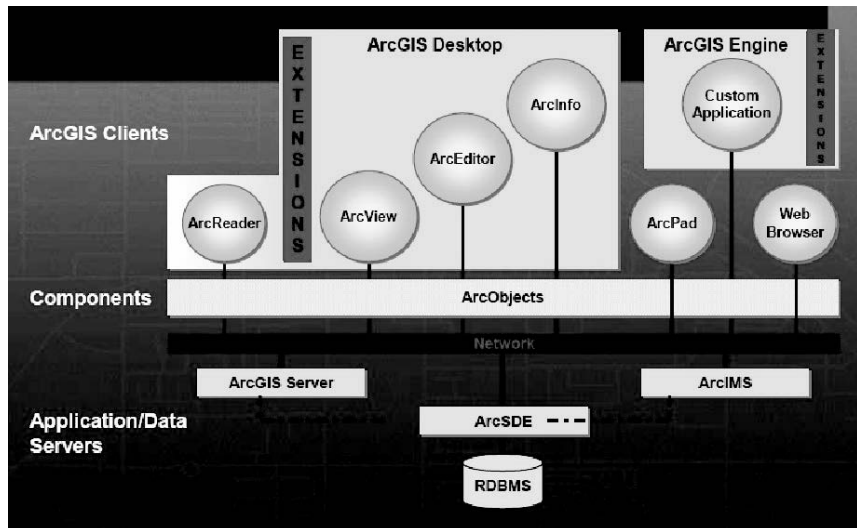 ArcGIS Desktop
ArcGIS Engine
EXTENSIONS
EXTENSIONS
ArcInfo
Custom
Application
ArcGIS Clients
ArcEditor
ArcReader
ArcView
ArcPad
Web
Browser
Components
ArcObjects
Network
ArcGIS Server
ArcIMS
Application/Data
Servers
ArcSDE
RDBMS